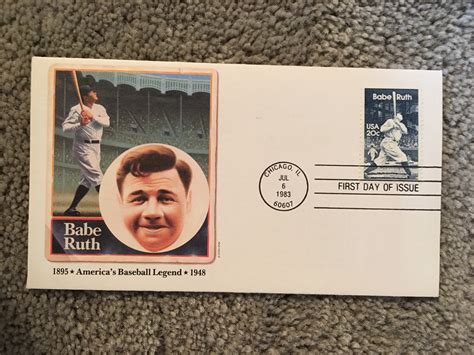 Babe
Ruth
1895 ★ America's Baseball Legend ★ 1948
CHICAGO, IL
JUL
6
1983
60607
FIRST DAY OF ISSUE
Babe Ruth
USA
20c